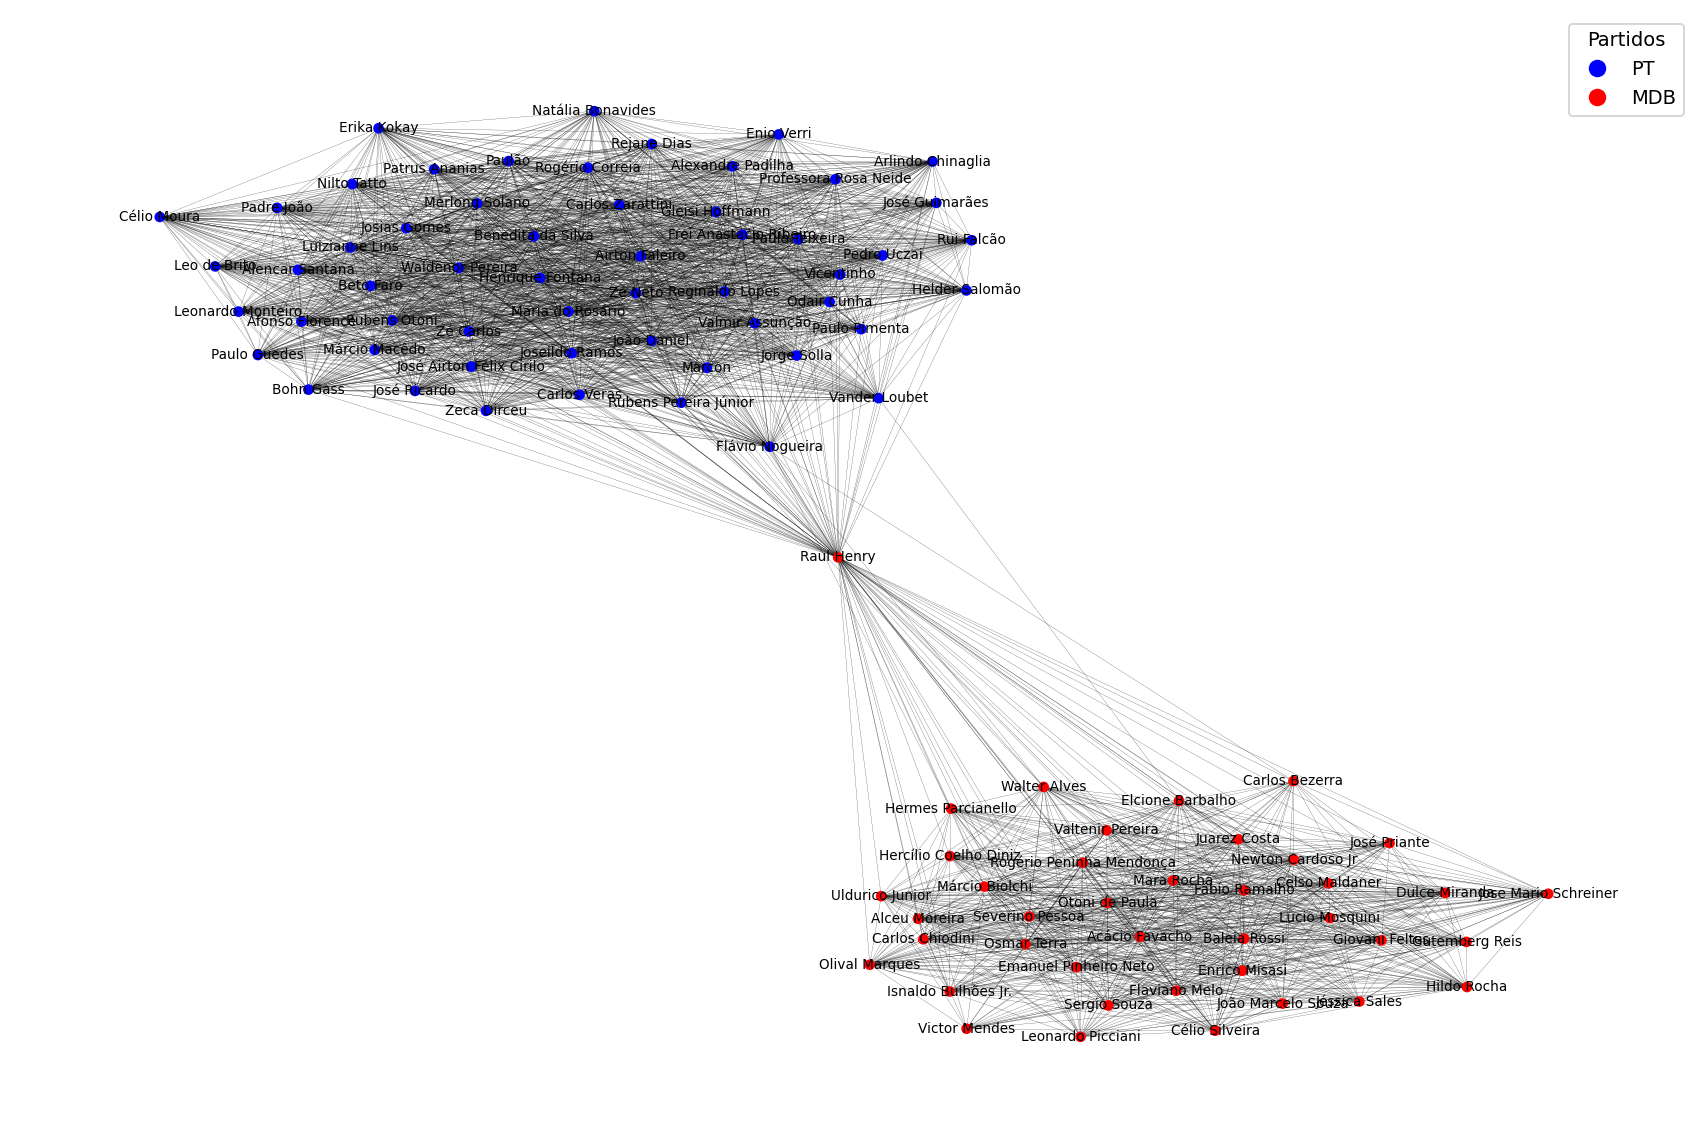 Partidos
PT
MDB
Natália Bonavides
Erika Kokay
Enio Verri
Rejane Dias
Paulão
Arlindo Chinaglia
Patrus Ananias
Rogério Correia
Alexandre Padilha
Professora Rosa Neide
Nilto Tatto
Merlong Solano
Carlos Zarattini
José Guimarães
Padre João
Gleisi Hoffmann
Célio Moura
Josias Gomes
Benedita da Silva
Frei Anastacio Ribeiro
Paulo Teixeira
Rui Falcão
Luizianne Lins
Airton Faleiro
Pedro Uczai
Leo de Brito
Alencar Santana
Waldenor Pereira
Vicentinho
Henrique Fontana
Beto Faro
Zé Neto
Reginaldo Lopes
Helder Salomão
Odair Cunha
Leonardo Monteiro
Maria do Rosário
Afonso Florence
Rubens Otoni
Valmir Assunção
Zé Carlos
Paulo Pimenta
João Daniel
Márcio Macêdo
Joseildo Ramos
Paulo Guedes
Jorge Solla
José Airton Félix Cirilo
Marcon
Bohn Gass
José Ricardo
Carlos Veras
Vander Loubet
Rubens Pereira Júnior
Zeca Dirceu
Flávio Nogueira
Raul Henry
Carlos Bezerra
Walter Alves
Elcione Barbalho
Hermes Parcianello
Valtenir Pereira
Juarez Costa
José Priante
Hercílio Coelho Diniz
Newton Cardoso Jr
Rogério Peninha Mendonça
Mara Rocha
Celso Maldaner
Márcio Biolchi
Fábio Ramalho
Dulce Miranda
Jose Mario Schreiner
Uldurico Junior
Otoni de Paula
Severino Pessoa
Lucio Mosquini
Alceu Moreira
Acácio Favacho
Carlos Chiodini
Baleia Rossi
Giovani Feltes
Gutemberg Reis
Osmar Terra
Olival Marques
Emanuel Pinheiro Neto
Enrico Misasi
Hildo Rocha
Isnaldo Bulhões Jr.
Flaviano Melo
Jéssica Sales
João Marcelo Souza
Sergio Souza
Victor Mendes
Célio Silveira
Leonardo Picciani